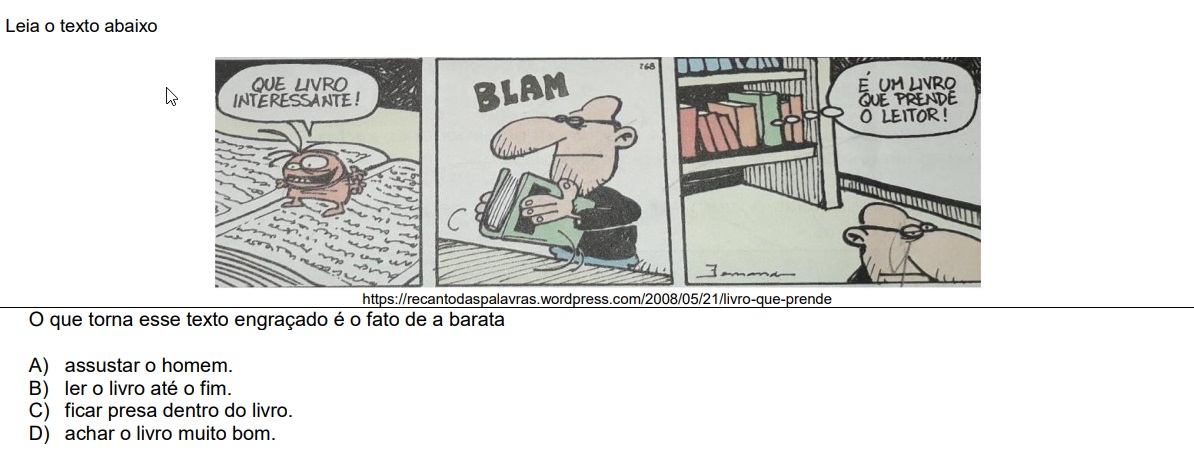 Leia o texto abaixo
QUE LIVRO
INTERESSANTE!
BLAM
268
É UM LIVRO
QUE PRENDE
O LEITOR!
https://recantodaspalavras.wordpress.com/2008/05/21/livro-que-prende
O que torna esse texto engraçado é o fato de a barata
A) assustar o homem.
B) ler o livro até o fim.
C) ficar presa dentro do livro.
D) achar o livro muito bom.